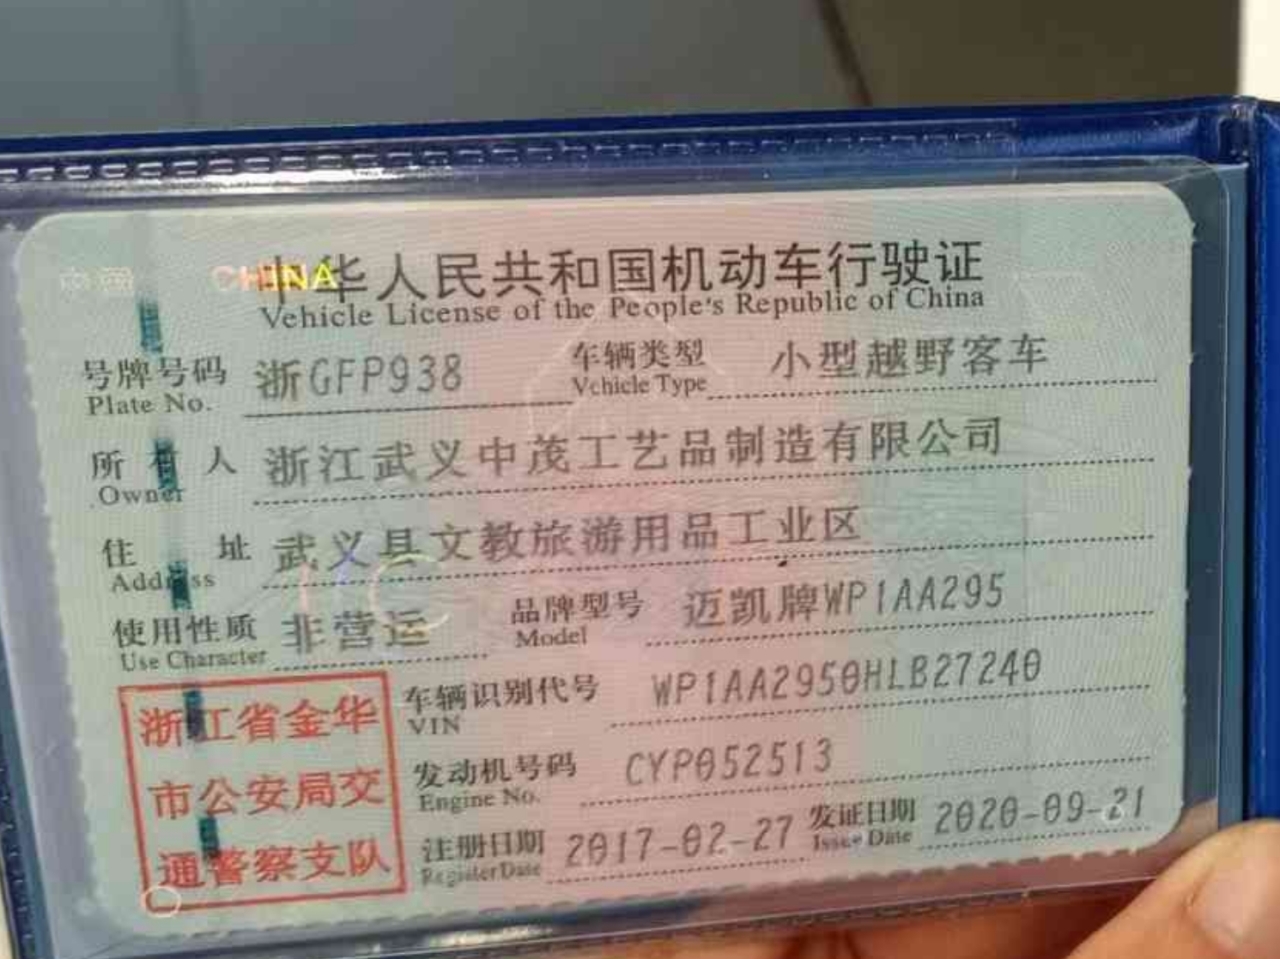 中国 CHINA
中华人民共和国机动车行驶证
Vehicle License of the People's Republic of China
号牌号码 浙GFP938 车辆类型 小型越野客车
Plate No. Vehicle Type
所有人 浙江武义中茂工艺品制造有限公司
Owner
住址 武义县文教旅游用品工业区
Address
使用性质 非营运 品牌型号 迈凯牌WP1AA295
Use Character Model
浙江省金华
市公安局交
通警察支队
车辆识别代号 WP1AA2950HLB27240
VIN
发动机号码 CYP052513
Engine No.
注册日期 2017-02-27 发证日期 2020-09-21
Register Date Issue Date